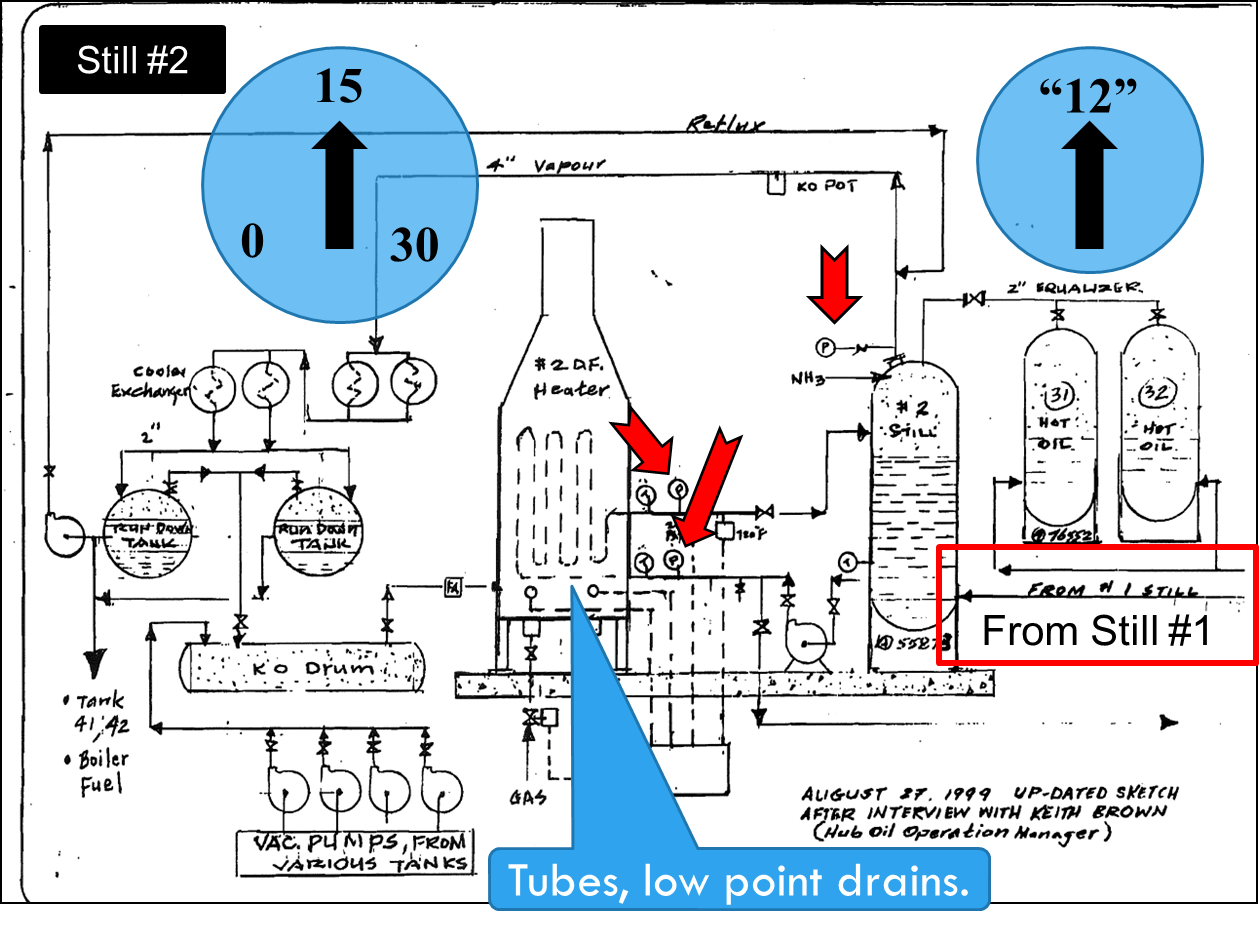 Still #2
15
0
30
“12”
Reflux
4" Vapour
KO POT
2" EQUALIZER
Cooler
Exchanger
#2 D.F.
Heater
P
NH3
#2
STILL
31
HOT
OIL
32
HOT
OIL
2"
RUN DOWN
TANK
RUN DOWN
TANK
T
P
T
P
T
FROM #1 STILL
From Still #1
KO Drum
• Tank
41, 42
• Boiler
Fuel
GAS
VAC. PUMPS, FROM
VARIOUS TANKS
AUGUST 27, 1999 UP-DATED SKETCH
AFTER INTERVIEW WITH KEITH BROWN
(Hub Oil Operation Manager)
Tubes, low point drains.